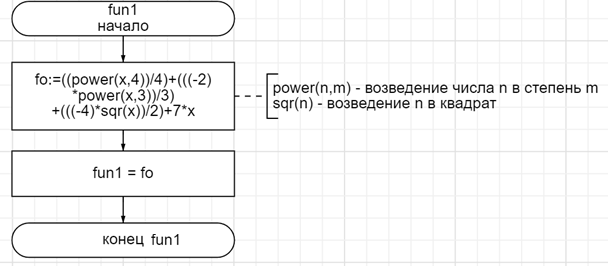 fun1
начало
fo:=((power(x,4))/4)+(((-2)
*power(x,3))/3)
+(((-4)*sqr(x))/2)+7*x
power(n,m) - возведение числа n в степень m
sqr(n) - возведение n в квадрат
fun1 = fo
конец fun1